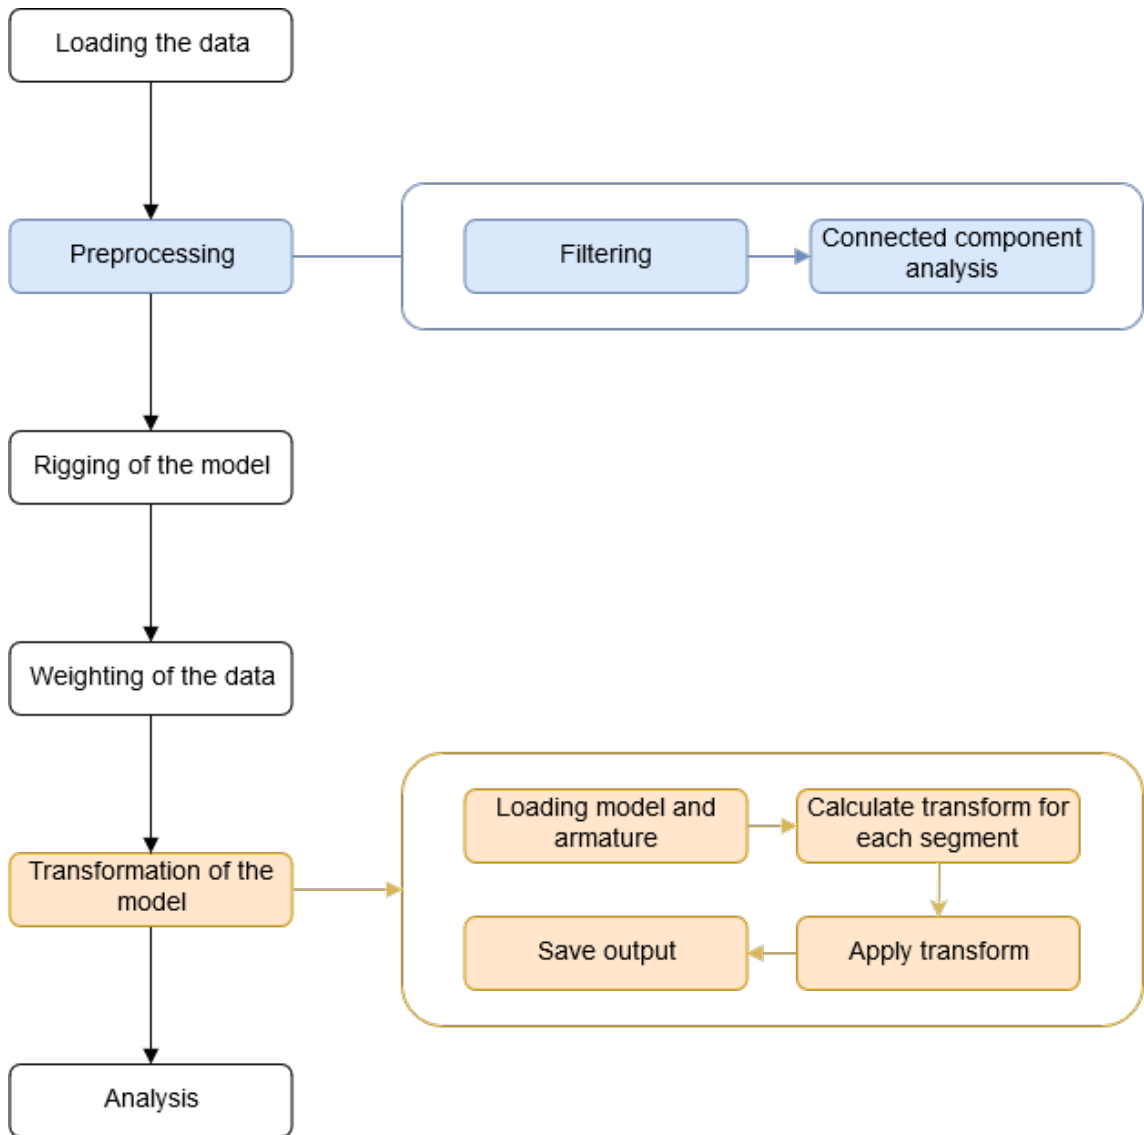 Loading the data
Preprocessing
Filtering
Connected component
analysis
Rigging of the model
Weighting of the data
Transformation of the
model
Loading model and
armature
Calculate transform for
each segment
Save output
Apply transform
Analysis